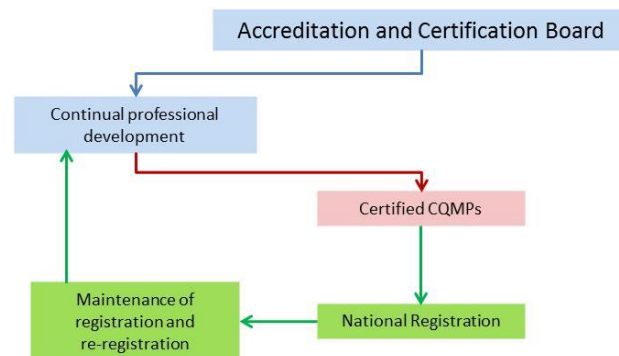 Accreditation and Certification Board
Continual professional
development
Certified CQMPs
Maintenance of
registration and
re-registration
National Registration